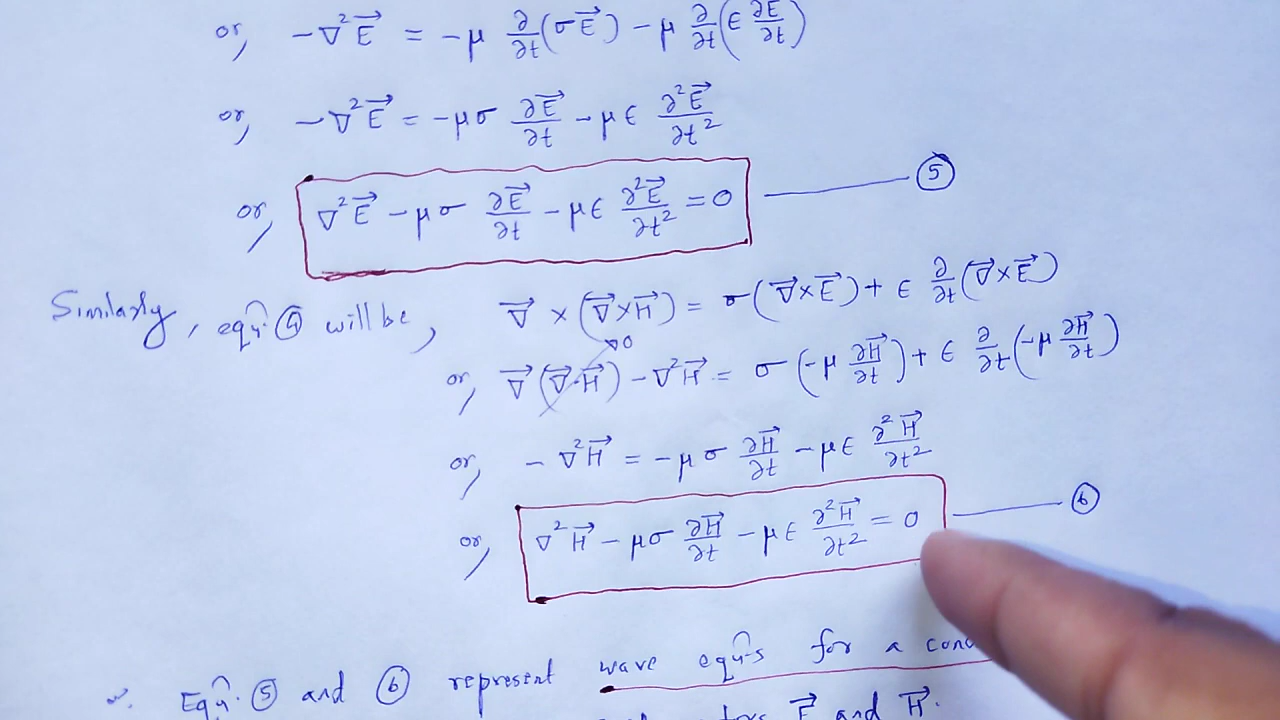 or, -∇²E⃗ = -μ ∂/∂t(σE⃗) - μ ∂/∂t(ϵ ∂E⃗/∂t)
or, -∇²E⃗ = -μσ ∂E⃗/∂t - μϵ ∂²E⃗/∂t²
or, ∇²E⃗ - μσ ∂E⃗/∂t - μϵ ∂²E⃗/∂t² = 0 ⑤
Similarly, eqn. ④ will be, ∇⃗ × (∇⃗×H⃗) = σ(∇⃗×E⃗) + ϵ ∂/∂t(∇⃗×E⃗)
or, ∇⃗(∇⃗·H⃗)→0 - ∇²H⃗ = σ(-μ ∂H⃗/∂t) + ϵ ∂/∂t(-μ ∂H⃗/∂t)
or, -∇²H⃗ = -μσ ∂H⃗/∂t - μϵ ∂²H⃗/∂t²
or, ∇²H⃗ - μσ ∂H⃗/∂t - μϵ ∂²H⃗/∂t² = 0 ⑥
Eqn. ⑤ and ⑥ represent wave eqns for a
E⃗ and H⃗.